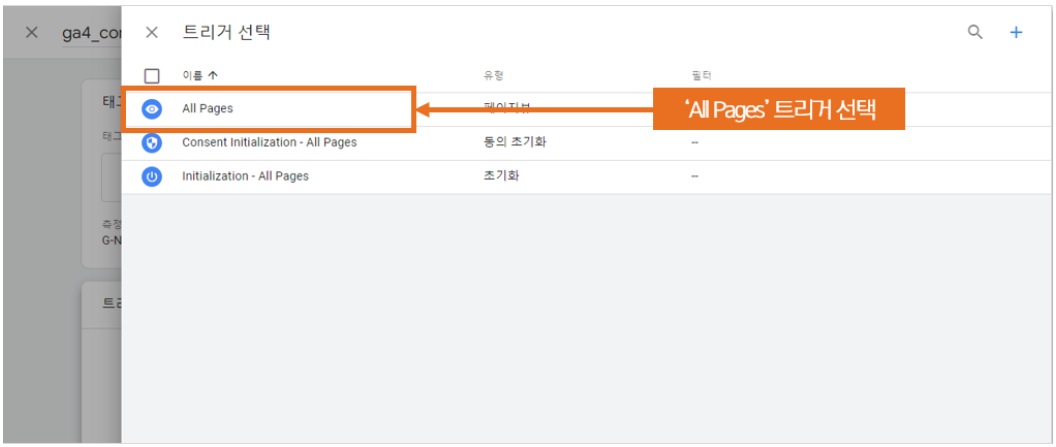 ga4_con
트리거 선택
이름
유형
필터
All Pages
페이지뷰
'All Pages' 트리거 선택
Consent Initialization - All Pages
동의 초기화
--
Initialization - All Pages
초기화
--
태그
태그
측정
G-N
트리